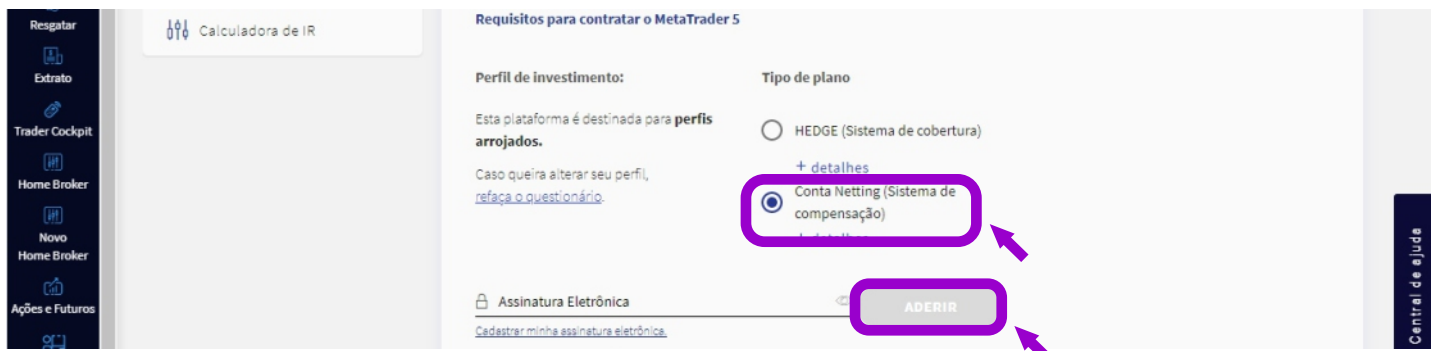 Resgatar
Extrato
Trader Cockpit
Home Broker
Novo
Home Broker
Ações e Futuros
Calculadora de IR
Requisitos para contratar o MetaTrader 5
Perfil de investimento:
Esta plataforma é destinada para perfis
arrojados.
Caso queira alterar seu perfil,
refaça o questionário.
Tipo de plano
HEDGE (Sistema de cobertura)
+ detalhes
Conta Netting (Sistema de
compensação)
+ detalhes
Assinatura Eletrônica
ADERIR
Cadastrar minha assinatura eletrônica.
Central de ajuda